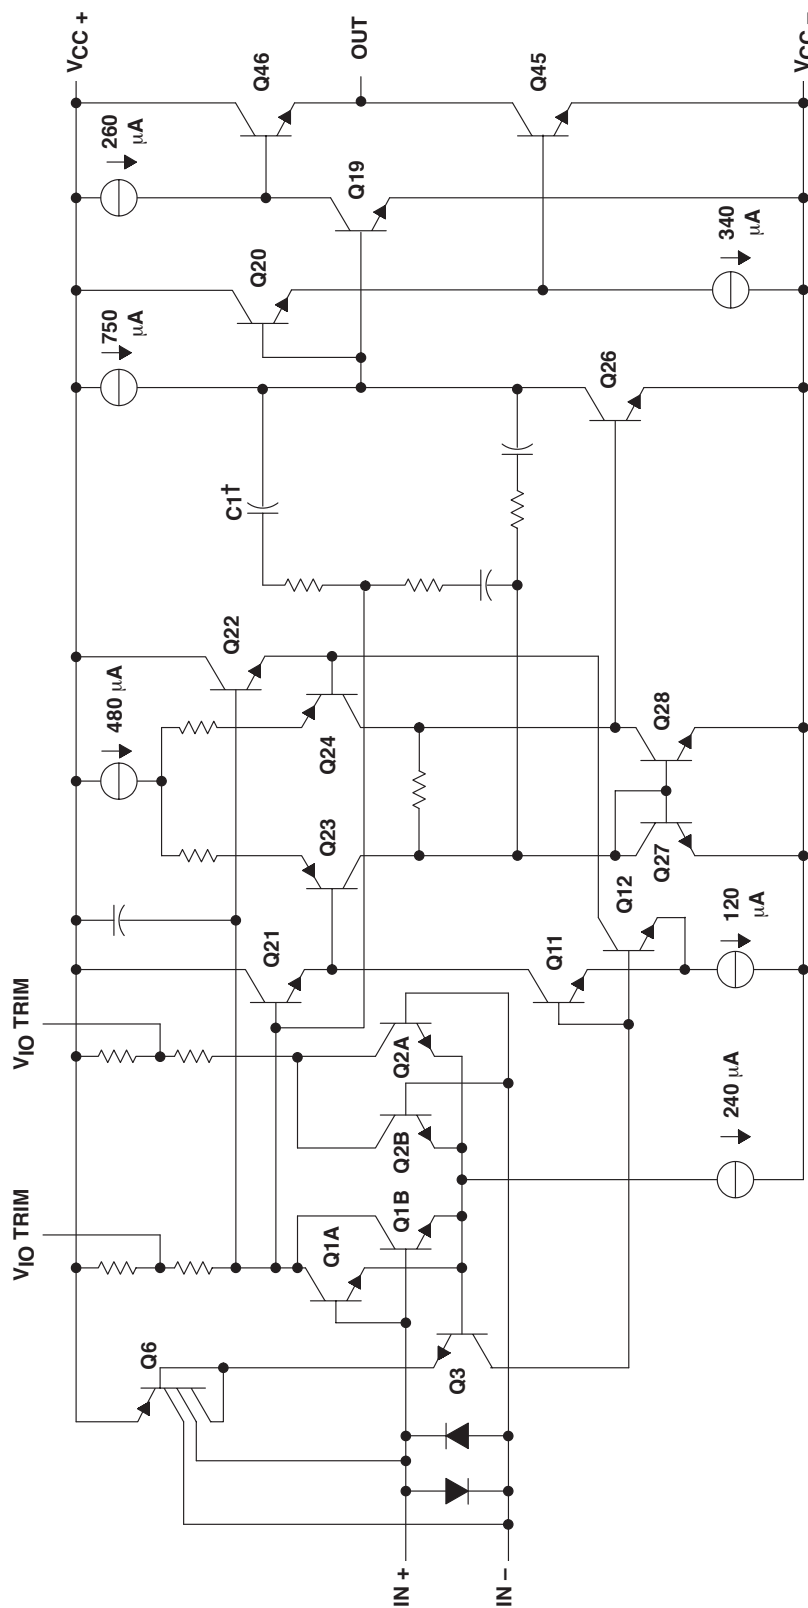 VIO TRIM
VIO TRIM
480 µA
750
µA
260
µA
VCC +
Q6
Q1A
Q1B
Q2B
Q2A
Q3
Q21
Q22
Q23
Q24
C1†
Q20
Q19
Q46
OUT
Q45
Q11
Q12
Q27
Q28
Q26
IN +
IN –
240 µA
120
µA
340
µA
VCC –